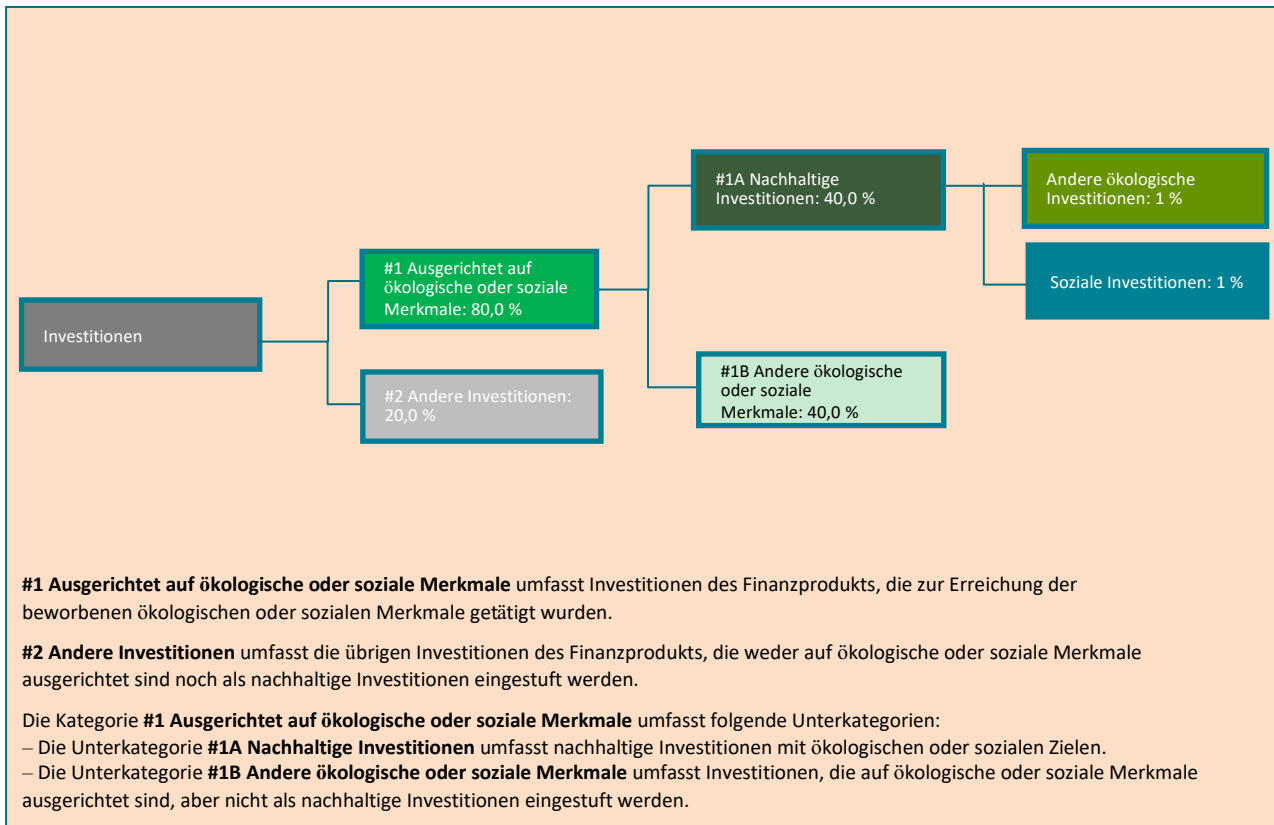 #1A Nachhaltige
Investitionen: 40,0 %
Andere ökologische
Investitionen: 1 %
#1 Ausgerichtet auf
ökologische oder soziale
Merkmale: 80,0 %
Soziale Investitionen: 1 %
Investitionen
#1B Andere ökologische
oder soziale
Merkmale: 40,0 %
#2 Andere Investitionen:
20,0 %
#1 Ausgerichtet auf ökologische oder soziale Merkmale umfasst Investitionen des Finanzprodukts, die zur Erreichung der
beworbenen ökologischen oder sozialen Merkmale getätigt wurden.
#2 Andere Investitionen umfasst die übrigen Investitionen des Finanzprodukts, die weder auf ökologische oder soziale Merkmale
ausgerichtet sind noch als nachhaltige Investitionen eingestuft werden.
Die Kategorie #1 Ausgerichtet auf ökologische oder soziale Merkmale umfasst folgende Unterkategorien:
– Die Unterkategorie #1A Nachhaltige Investitionen umfasst nachhaltige Investitionen mit ökologischen oder sozialen Zielen.
– Die Unterkategorie #1B Andere ökologische oder soziale Merkmale umfasst Investitionen, die auf ökologische oder soziale Merkmale
ausgerichtet sind, aber nicht als nachhaltige Investitionen eingestuft werden.